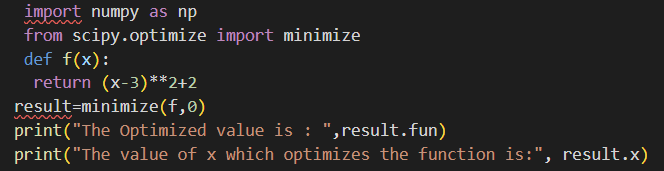 import numpy as np
from scipy.optimize import minimize
def f(x):
return (x-3)**2+2
result=minimize(f,0)
print("The Optimized value is : ",result.fun)
print("The value of x which optimizes the function is:", result.x)